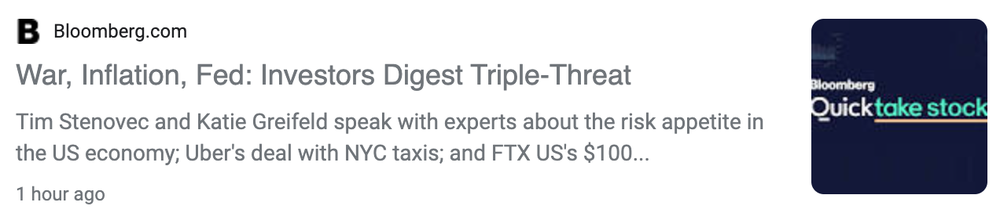 B Bloomberg.com
War, Inflation, Fed: Investors Digest Triple-Threat
Tim Stenovec and Katie Greifeld speak with experts about the risk appetite in
the US economy; Uber's deal with NYC taxis; and FTX US's $100...
1 hour ago
Bloomberg
Quicktake stock